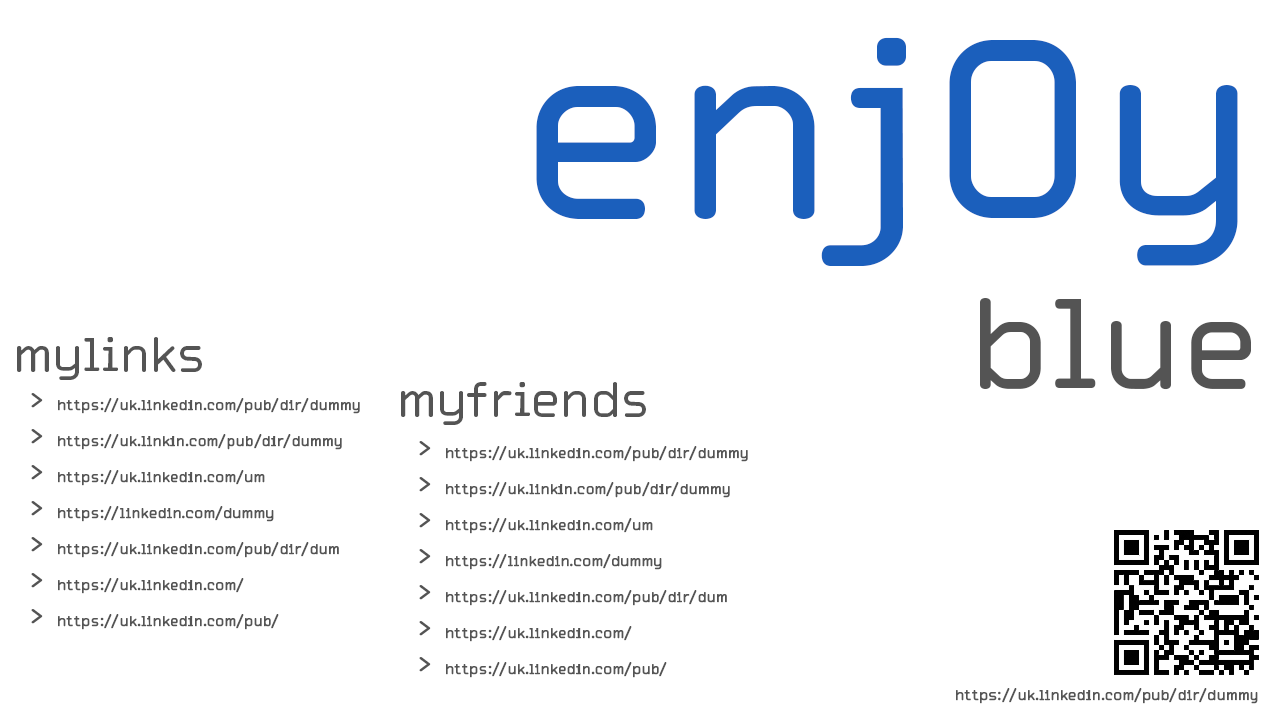 enj0y
blue
mylinks
https://uk.linkedin.com/pub/dir/dummy
https://uk.linkin.com/pub/dir/dummy
https://uk.linkedin.com/um
https://linkedin.com/dummy
https://uk.linkedin.com/pub/dir/dum
https://uk.linkedin.com/
https://uk.linkedin.com/pub/
myfriends
https://uk.linkedin.com/pub/dir/dummy
https://uk.linkin.com/pub/dir/dummy
https://uk.linkedin.com/um
https://linkedin.com/dummy
https://uk.linkedin.com/pub/dir/dum
https://uk.linkedin.com/
https://uk.linkedin.com/pub/
https://uk.linkedin.com/pub/dir/dummy